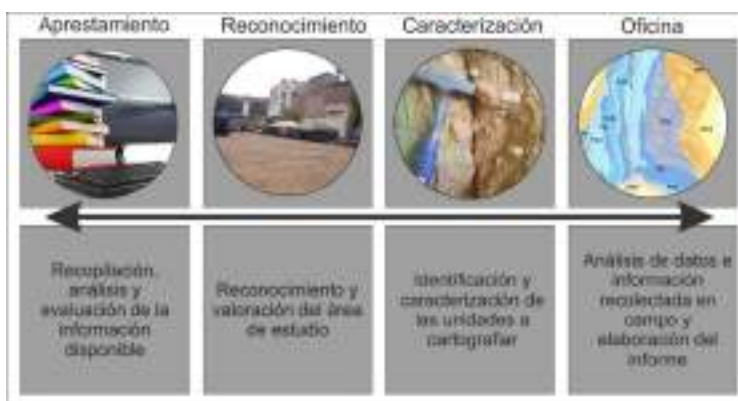 Aprestamiento
Reconocimiento
Caracterización
Oficina
Recopilación,
análisis y
evaluación de la
información
disponible
Reconocimiento y
valoración del área
de estudio
Identificación y
caracterización de
las unidades a
cartografiar
Análisis de datos e
información
recolectada en
campo y
elaboración del
informe